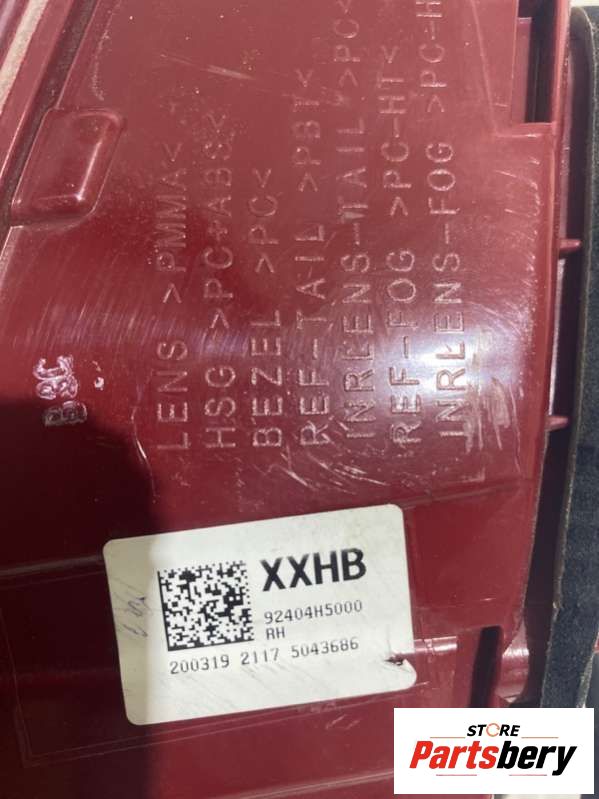 LENS >PMMA<
HSG >PC+ABS<
BEZEL >PC<
REF-TAIL >PBT<
INRLENS-TAIL >PC<
REF-FOG >PC-HT<
INRLENS-FOG >PC-H
XXHB
92404H5000
RH
200319 2117 5043686
STORE
Partsbery